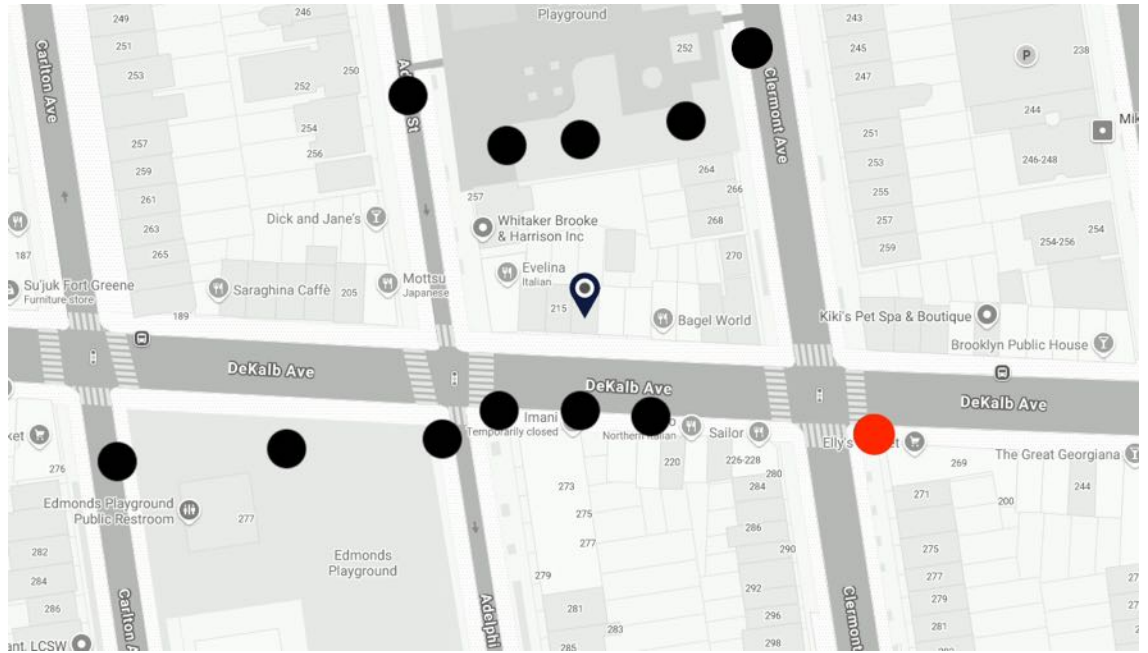 Playground
249
246
251
253
250
252
254
256
257
259
261
263
265
Carlton Ave
St
252
243
245
247
238
P
244
Mik
246-248
251
253
255
257
259
254
254-256
Clermont Ave
264
266
268
270
257
Whitaker Brooke
& Harrison Inc
Dick and Jane's
187
Su'juk Fort Greene
Furniture store
Saraghina Caffè
205
189
Mottsu
Japanese
Evelina
Italian
215
Bagel World
Kiki's Pet Spa & Boutique
Brooklyn Public House
DeKalb Ave
DeKalb Ave
DeKalb Ave
Imani
Temporarily closed
Northern Italian
Sailor
220
226-228
280
284
286
290
292
296
298
273
275
277
279
281
283
285
276
Edmonds Playground
Public Restroom
277
Edmonds
Playground
282
284
286
Carlton A
Adelphi
Clermont
269
The Great Georgiana
271
200
244
275
277
279
281